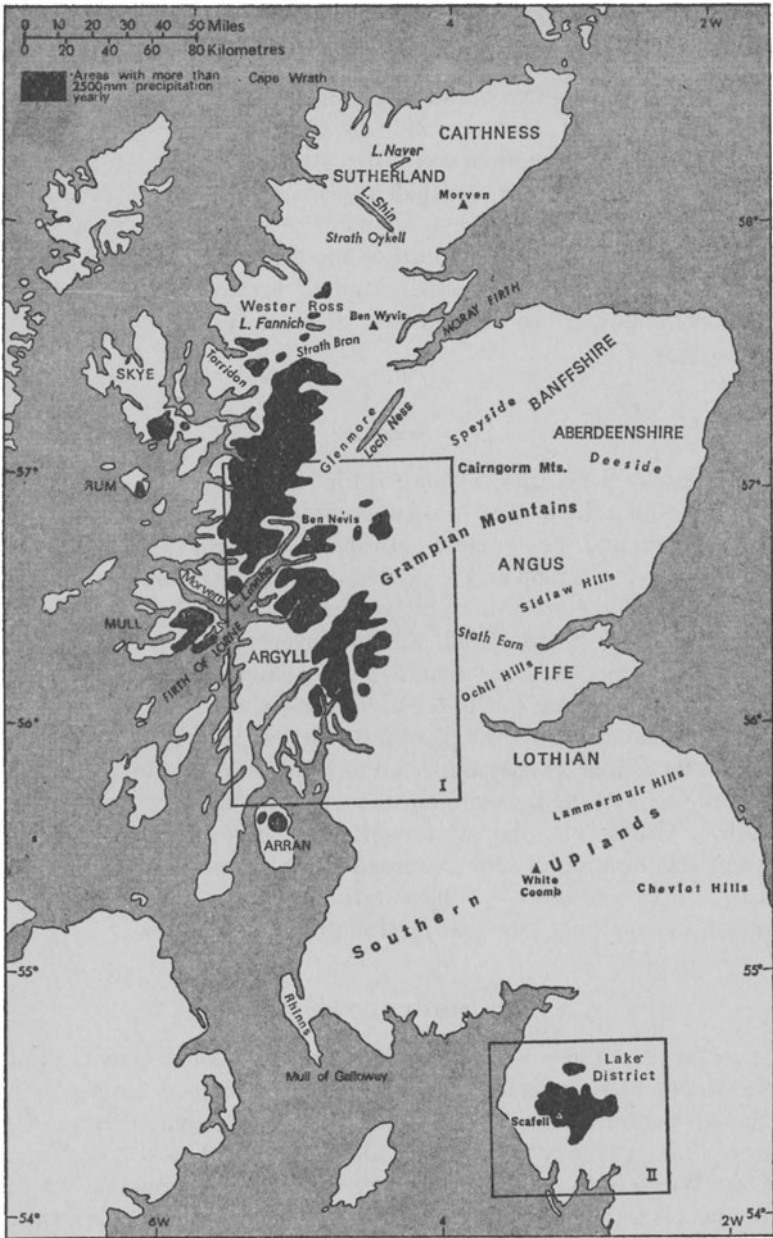 0 10 20 30 40 50 Miles
0 20 40 60 80 Kilometres
Areas with more than 2500mm precipitation yearly
Cape Wrath
4
2W
CAITHNESS
L. Naver
SUTHERLAND
L. Shin
Morven
Strath Oykell
58°
Wester Ross
L. Fannich
Ben Wyvis
MORAY FIRTH
Strath Bran
Torridon
SKYE
Glenmore
Loch Ness
Speyside
BANFFSHIRE
ABERDEENSHIRE
Deeside
57°
57°
Cairngorm Mts.
RUM
Ben Nevis
Grampian Mountains
ANGUS
Sidlaw Hills
Morvern
L. Linnhe
MULL
FIRTH OF LORNE
ARGYLL
Stath Earn
Ochil Hills
FIFE
56°
56°
LOTHIAN
I
Lammermuir Hills
ARRAN
Southern Uplands
White Coomb
Cheviot Hills
55°
55°
Rhinns
Mull of Galloway
Lake District
Scafell
II
54°
6W
4
2W
54°